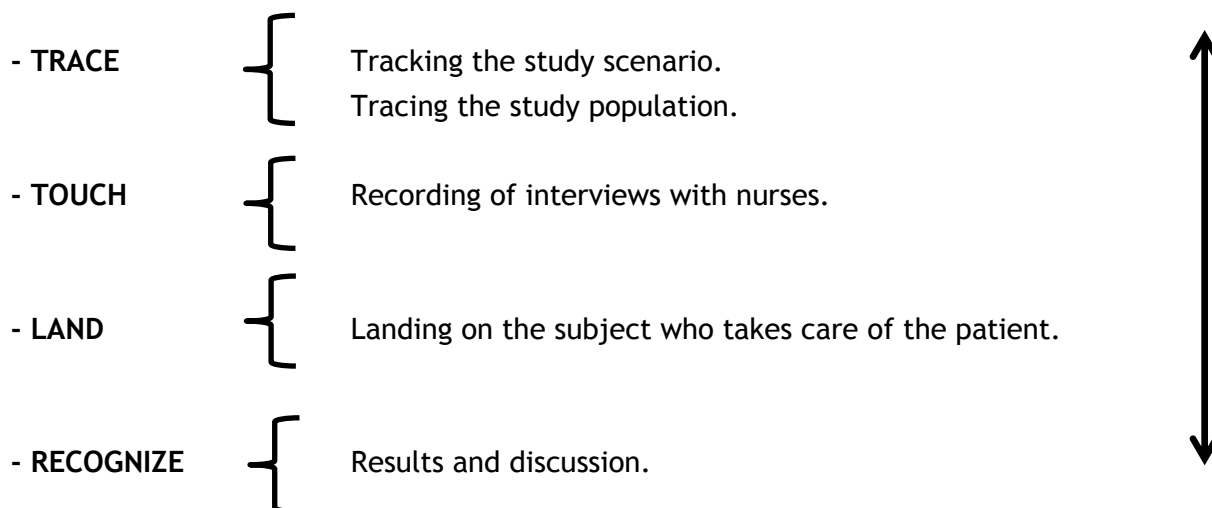 - TRACE Tracking the study scenario.
Tracing the study population.
- TOUCH Recording of interviews with nurses.
- LAND Landing on the subject who takes care of the patient.
- RECOGNIZE Results and discussion.